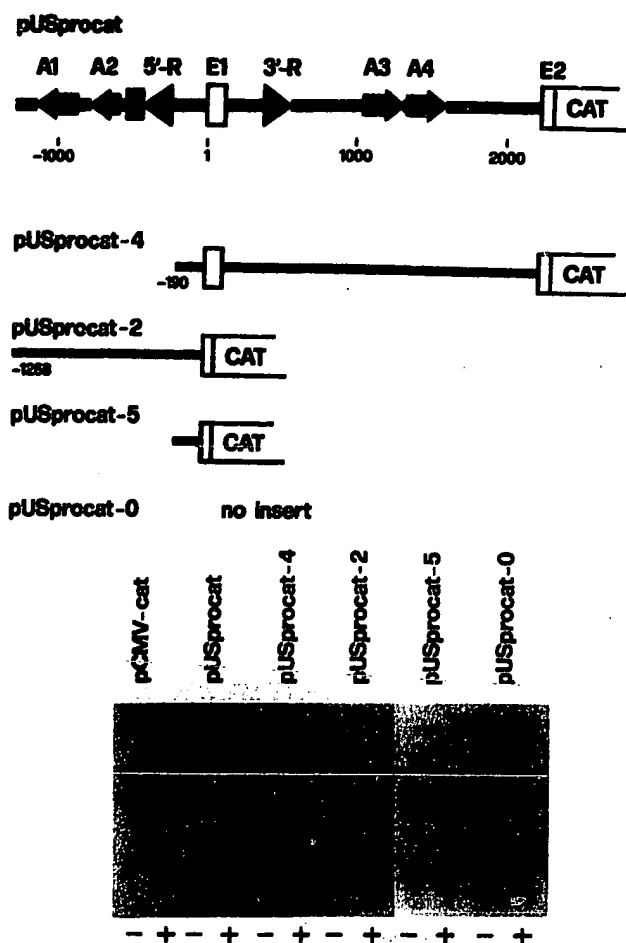 pUSprocat
A1 A2 5'-R E1 3'-R A3 A4 E2
CAT
-1000 1 1000 2000
pUSprocat-4
-190
CAT
pUSprocat-2
-1268
CAT
pUSprocat-5
CAT
pUSprocat-0 no insert
pCMV-cat
pUSprocat
pUSprocat-4
pUSprocat-2
pUSprocat-5
pUSprocat-0
- + - + - + - + - + - +